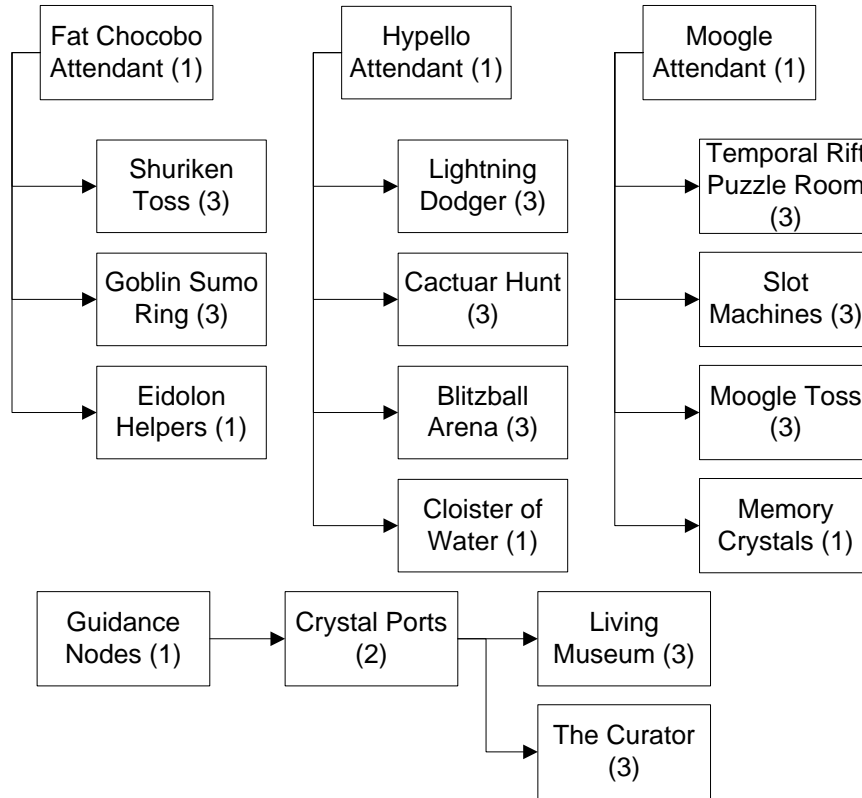 Fat Chocobo
Attendant (1)
Hypello
Attendant (1)
Moogle
Attendant (1)
Shuriken
Toss (3)
Lightning
Dodger (3)
Temporal Rift
Puzzle Room
(3)
Goblin Sumo
Ring (3)
Cactuar Hunt
(3)
Slot
Machines (3)
Eidolon
Helpers (1)
Blitzball
Arena (3)
Moogle Toss
(3)
Cloister of
Water (1)
Memory
Crystals (1)
Guidance
Nodes (1)
Crystal Ports
(2)
Living
Museum (3)
The Curator
(3)